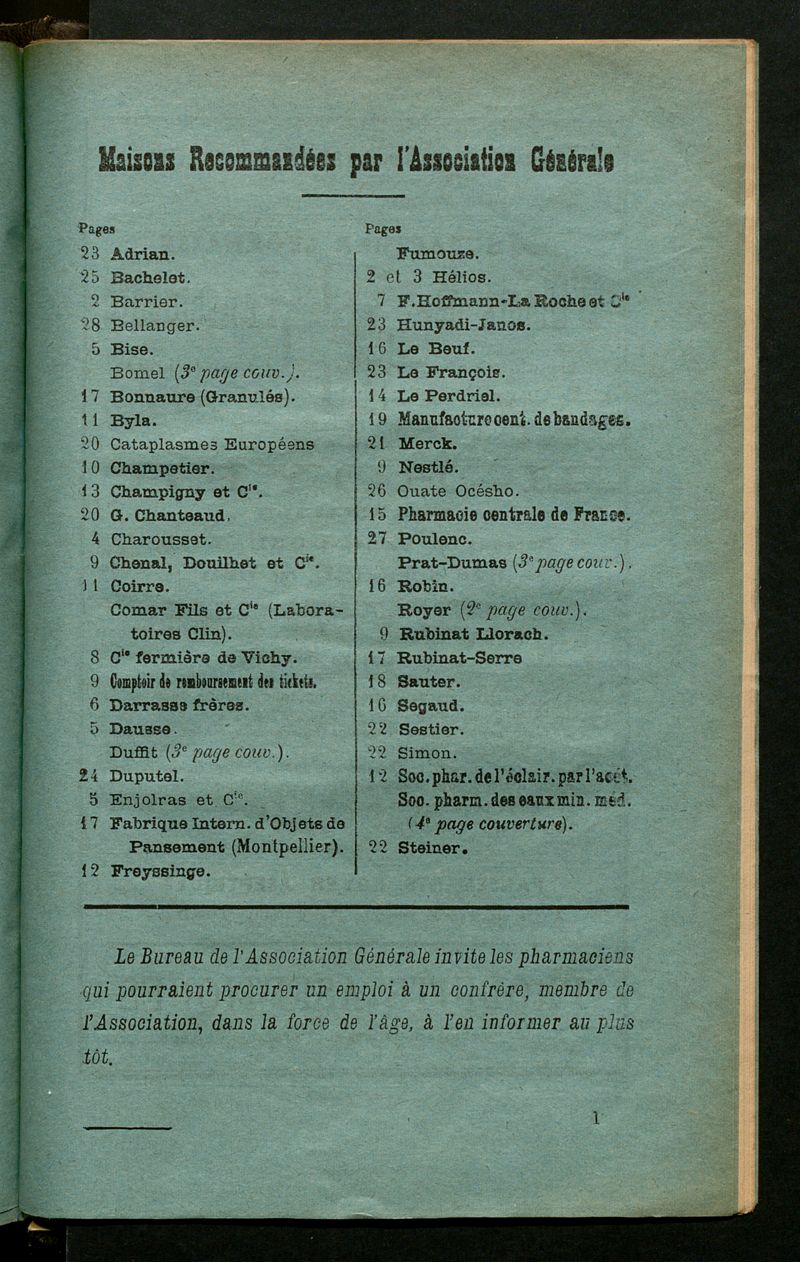 Maisons Recommandées par l'Association Générale
Pages
23 Adrian.
25 Bachelet.
2 Barrier.
28 Bellanger.
5 Bise.
Bomel (3e page couv.).
17 Bonnaure (Granulés).
11 Byla.
20 Cataplasmes Européens
10 Champetier.
13 Champigny et Cie.
20 G. Chanteaud.
4 Charousset.
9 Chenal, Douilhet et Cie.
11 Coirre.
Comar Fils et Cie (Labora-
toires Clin).
8 Cie fermière de Vichy.
9 Comptoir de remboursement des tickets.
6 Darrasse frères.
5 Dausse.
Duffit (3e page couv.).
24 Duputel.
5 Enjolras et Cie.
17 Fabrique Intern. d'Objets de
Pansement (Montpellier).
12 Freyssinge.
Pages
Fumouze.
2 et 3 Hélios.
7 F. Hoffmann-La Roche et Cie
23 Hunyadi-Janos.
16 Le Beuf.
23 Le François.
14 Le Perdriel.
19 Manufacture cent. de bandages.
21 Merck.
9 Nestlé.
26 Ouate Océsho.
15 Pharmacie centrale de France.
27 Poulenc.
Prat-Dumas (3e page couv.).
16 Robin.
Royer (2e page couv.).
9 Rubinat Llorach.
17 Rubinat-Serre
18 Sauter.
16 Segaud.
22 Sestier.
22 Simon.
12 Soc. phar. de l'éclair. par l'acét.
Soc. pharm. des eaux min. méd.
(4e page couverture).
22 Steiner.
Le Bureau de l'Association Générale invite les pharmaciens
qui pourraient procurer un emploi à un confrère, membre de
l'Association, dans la force de l'âge, à l'en informer au plus
tôt.
1